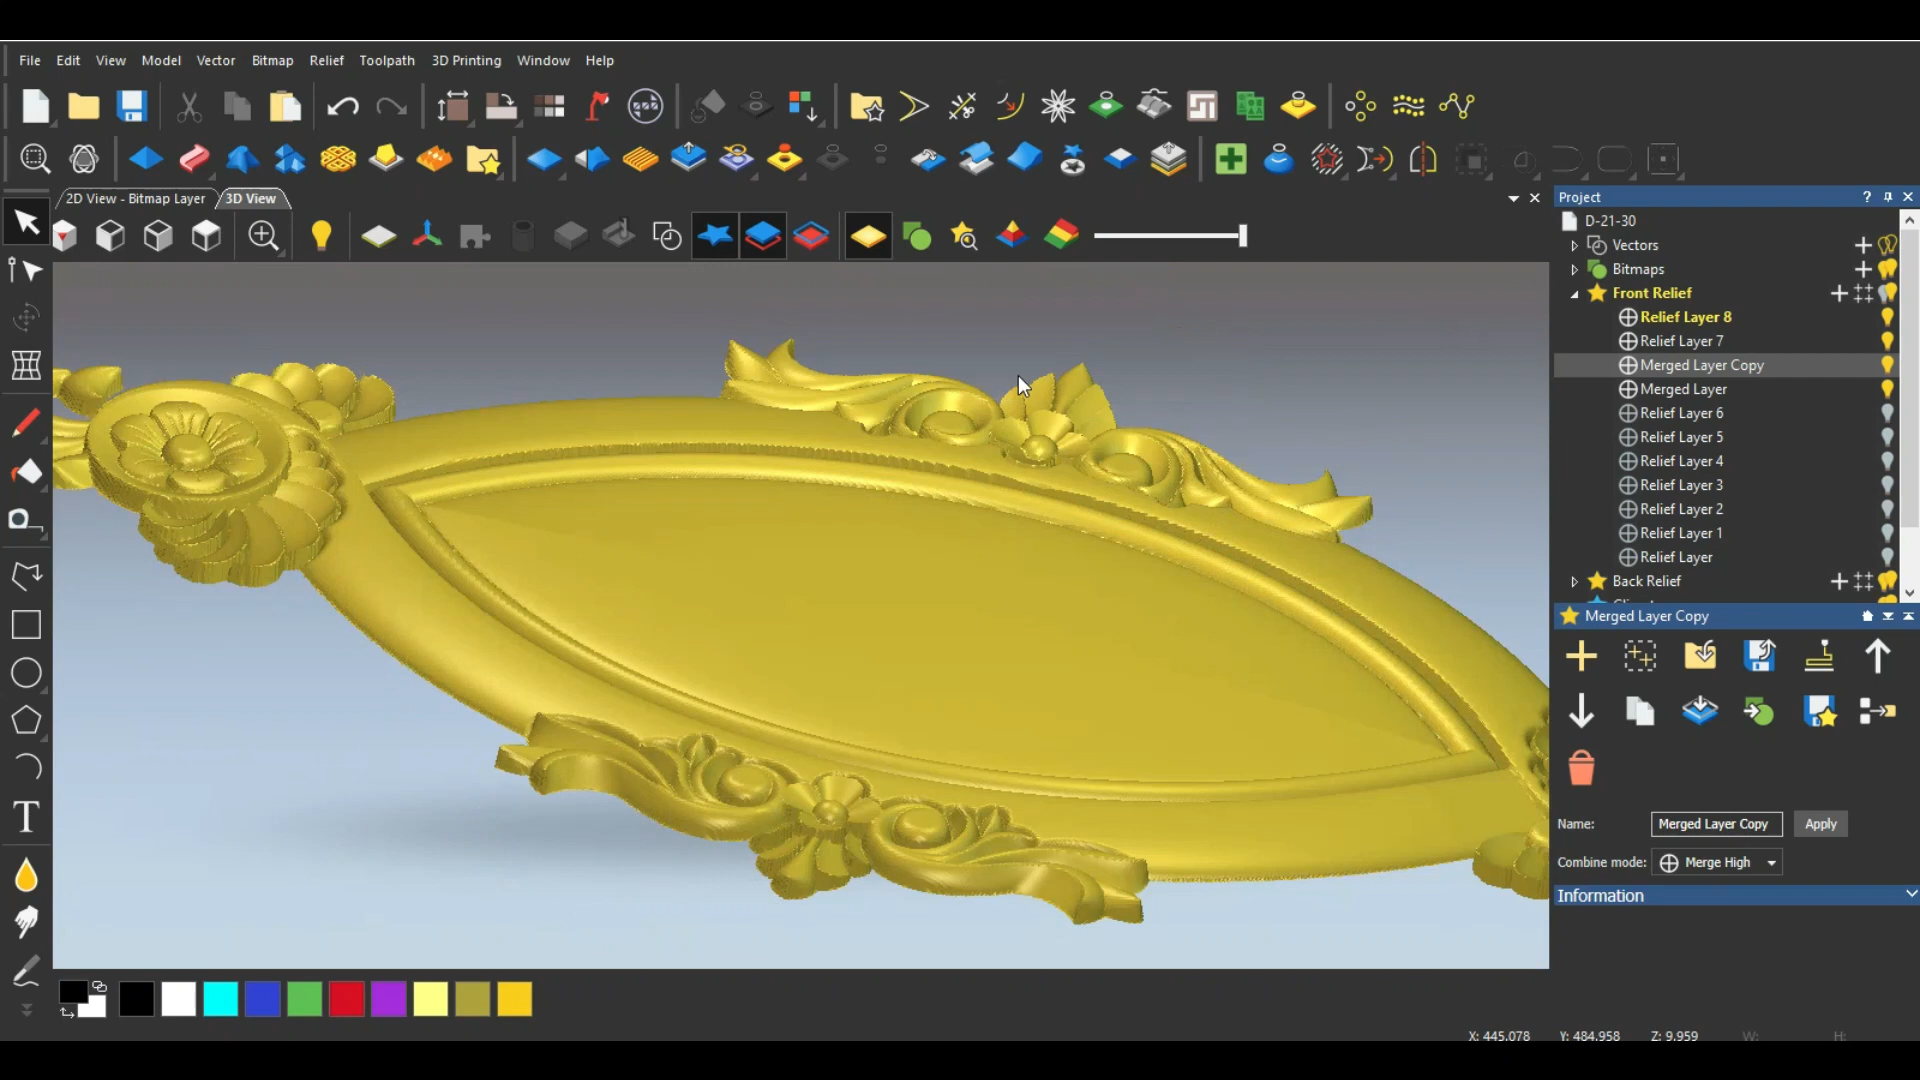 File Edit View Model Vector Bitmap Relief Toolpath 3D Printing Window Help
2D View - Bitmap Layer 3D View
Project
D-21-30
Vectors
Bitmaps
Front Relief
Relief Layer 8
Relief Layer 7
Merged Layer Copy
Merged Layer
Relief Layer 6
Relief Layer 5
Relief Layer 4
Relief Layer 3
Relief Layer 2
Relief Layer 1
Relief Layer
Back Relief
Merged Layer Copy
Name: Merged Layer Copy Apply
Combine mode: Merge High
Information
X: 445.078 Y: 484.958 Z: 9.959 W: H: